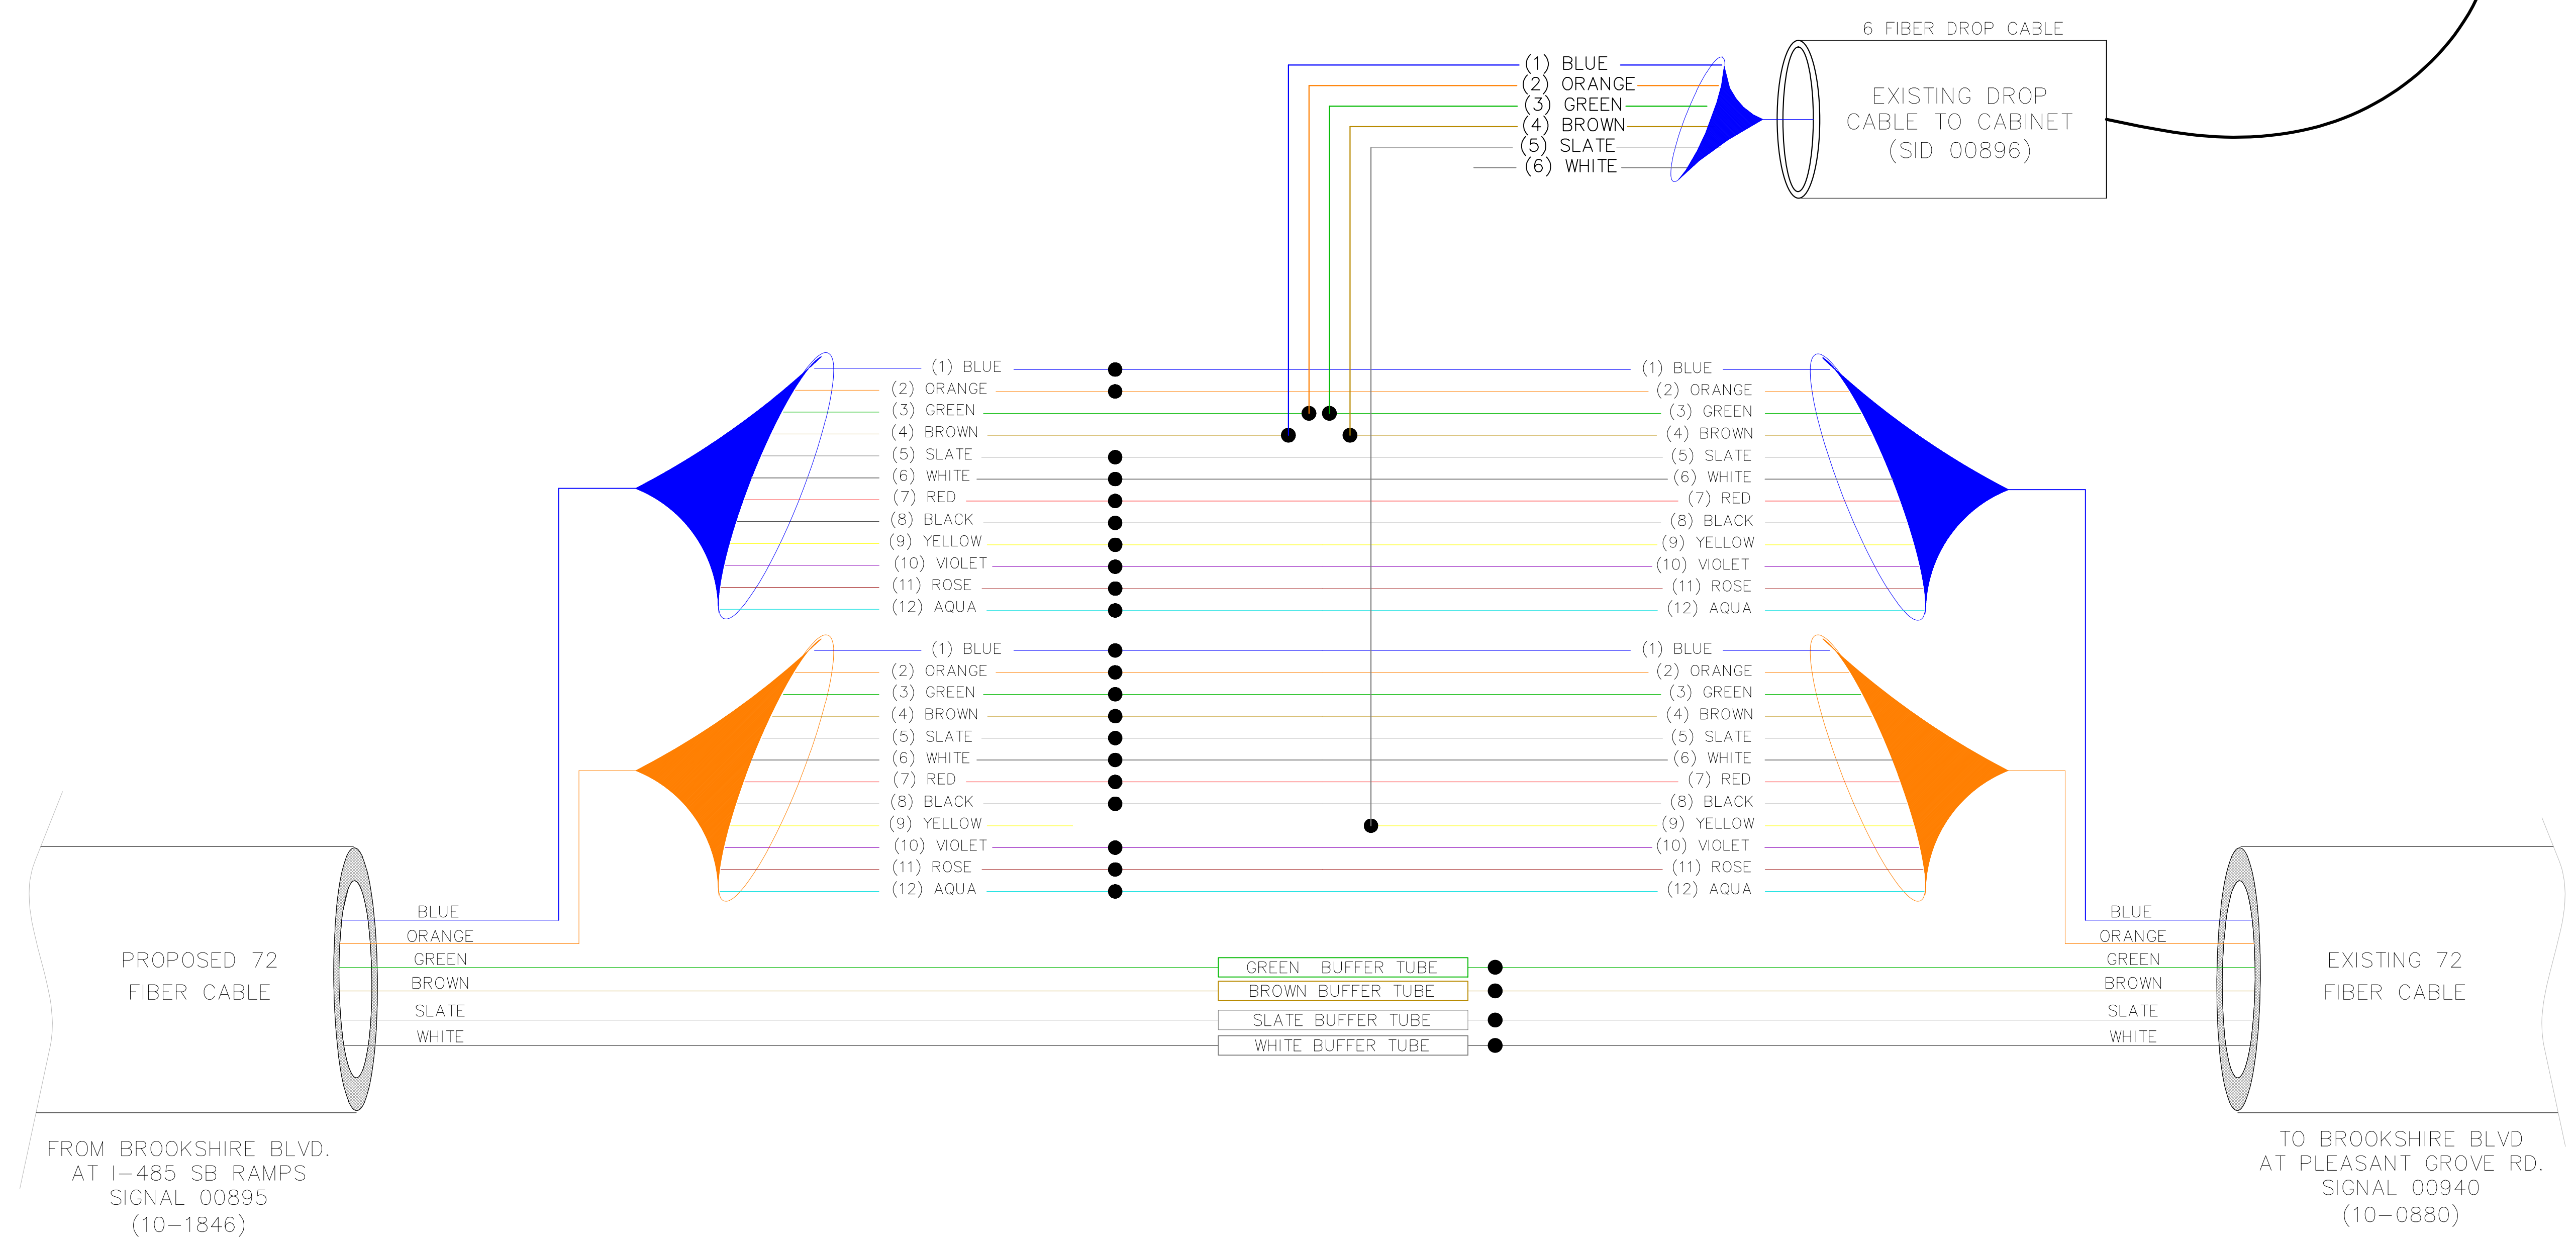 6 FIBER DROP CABLE
(1) BLUE
(2) ORANGE
(3) GREEN
(4) BROWN
(5) SLATE
(6) WHITE
EXISTING DROP
CABLE TO CABINET
(SID 00896)
(1) BLUE
(2) ORANGE
(3) GREEN
(4) BROWN
(5) SLATE
(6) WHITE
(7) RED
(8) BLACK
(9) YELLOW
(10) VIOLET
(11) ROSE
(12) AQUA
(1) BLUE
(2) ORANGE
(3) GREEN
(4) BROWN
(5) SLATE
(6) WHITE
(7) RED
(8) BLACK
(9) YELLOW
(10) VIOLET
(11) ROSE
(12) AQUA
(1) BLUE
(2) ORANGE
(3) GREEN
(4) BROWN
(5) SLATE
(6) WHITE
(7) RED
(8) BLACK
(9) YELLOW
(10) VIOLET
(11) ROSE
(12) AQUA
(1) BLUE
(2) ORANGE
(3) GREEN
(4) BROWN
(5) SLATE
(6) WHITE
(7) RED
(8) BLACK
(9) YELLOW
(10) VIOLET
(11) ROSE
(12) AQUA
PROPOSED 72
FIBER CABLE
BLUE
ORANGE
GREEN
BROWN
SLATE
WHITE
GREEN BUFFER TUBE
BROWN BUFFER TUBE
SLATE BUFFER TUBE
WHITE BUFFER TUBE
BLUE
ORANGE
GREEN
BROWN
SLATE
WHITE
EXISTING 72
FIBER CABLE
FROM BROOKSHIRE BLVD.
AT I-485 SB RAMPS
SIGNAL 00895
(10-1846)
TO BROOKSHIRE BLVD
AT PLEASANT GROVE RD.
SIGNAL 00940
(10-0880)